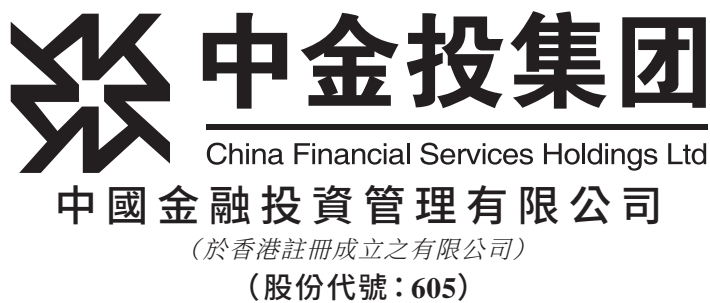 中金投集团
China Financial Services Holdings Ltd
中國金融投資管理有限公司
（於香港註冊成立之有限公司）
（股份代號：605）